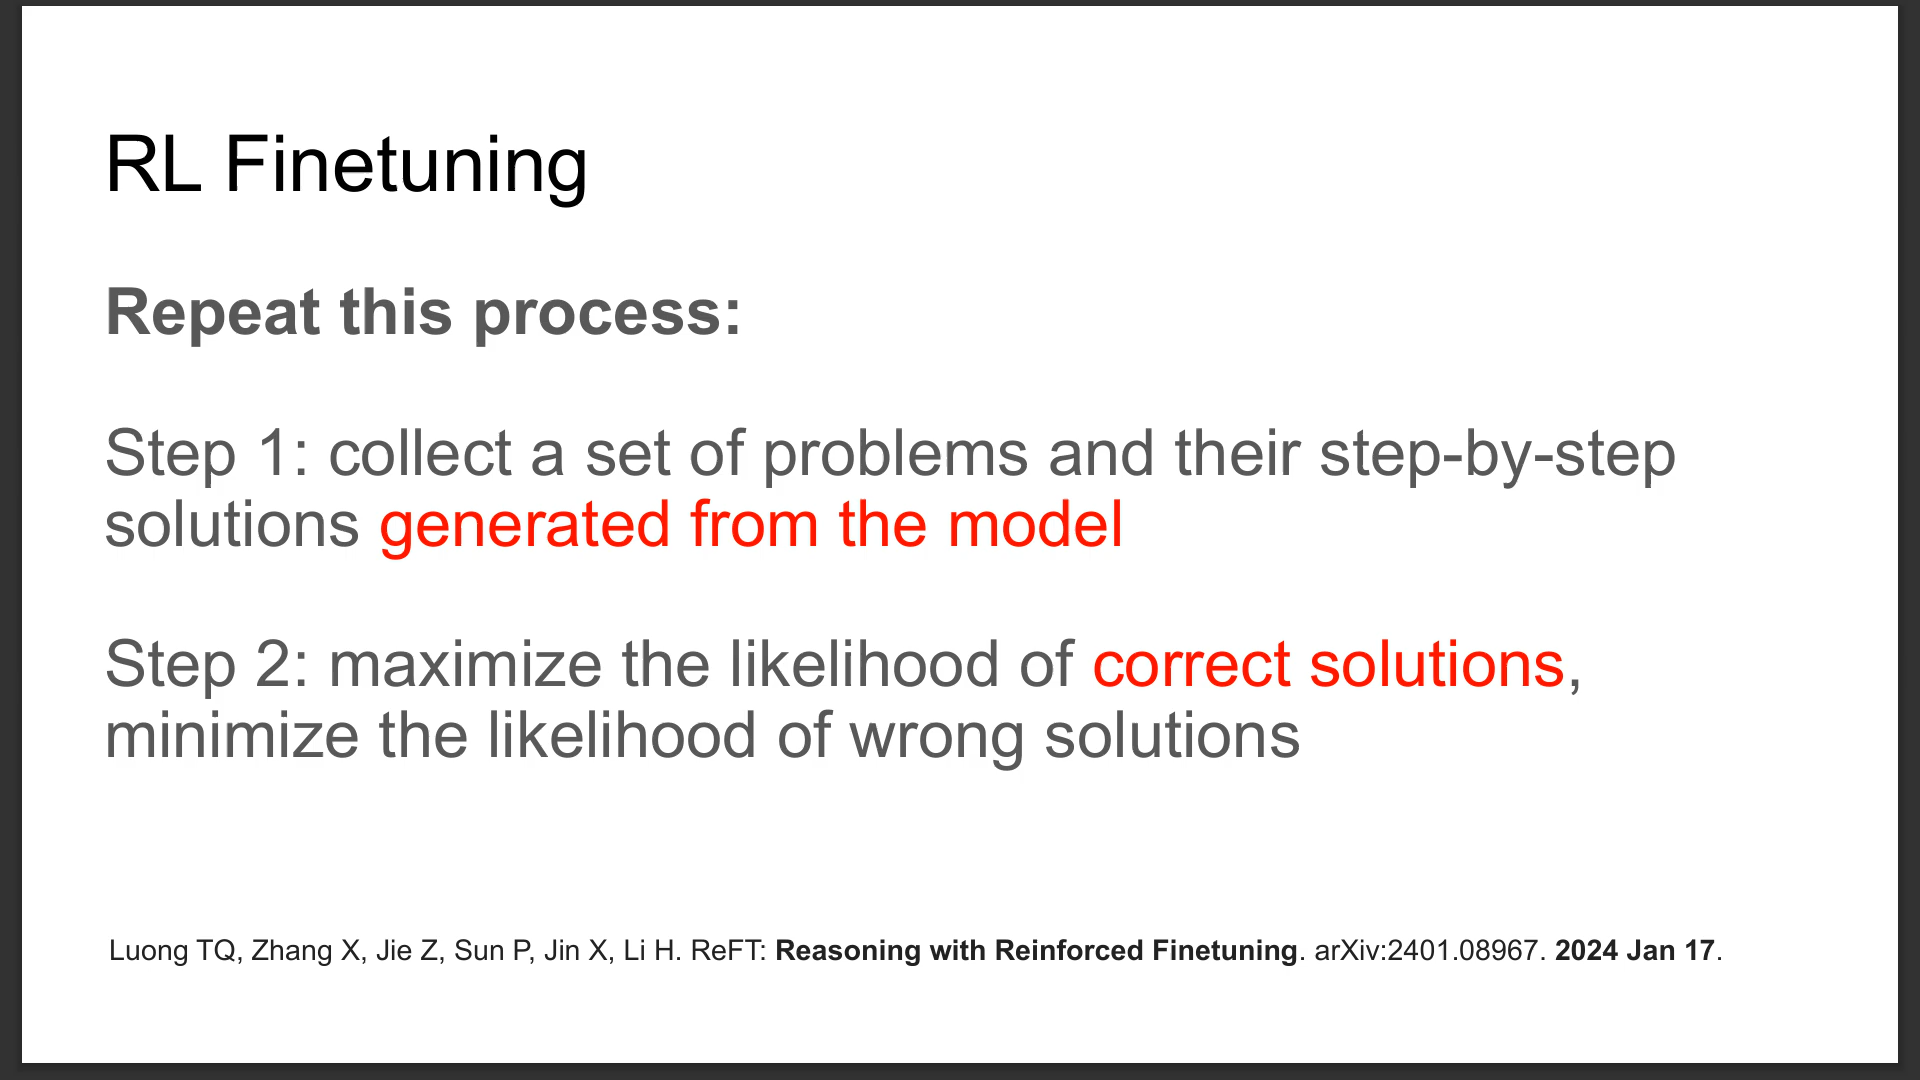 RL Finetuning
Repeat this process:
Step 1: collect a set of problems and their step-by-step
solutions generated from the model
Step 2: maximize the likelihood of correct solutions,
minimize the likelihood of wrong solutions
Luong TQ, Zhang X, Jie Z, Sun P, Jin X, Li H. ReFT: Reasoning with Reinforced Finetuning. arXiv:2401.08967. 2024 Jan 17.